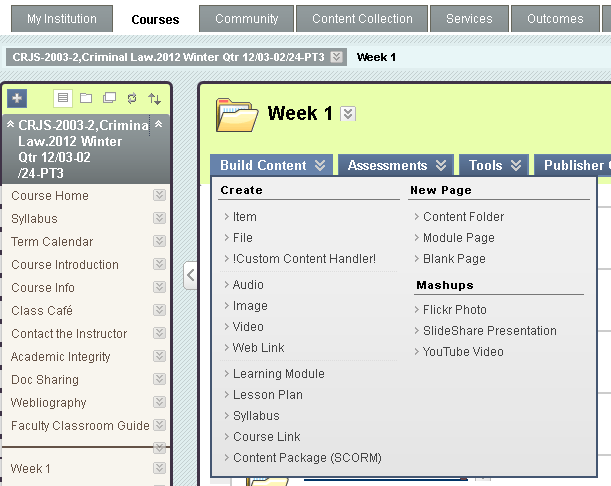 My Institution
Courses
Community
Content Collection
Services
Outcomes
CRJS-2003-2,Criminal Law.2012 Winter Qtr 12/03-02/24-PT3
Week 1
CRJS-2003-2,Crimina
Law.2012 Winter
Qtr 12/03-02
/24-PT3
Course Home
Syllabus
Term Calendar
Course Introduction
Course Info
Class Café
Contact the Instructor
Academic Integrity
Doc Sharing
Webliography
Faculty Classroom Guide
Week 1
Week 1
Build Content
Assessments
Tools
Publisher
Create
Item
File
!Custom Content Handler!
Audio
Image
Video
Web Link
Learning Module
Lesson Plan
Syllabus
Course Link
Content Package (SCORM)
New Page
Content Folder
Module Page
Blank Page
Mashups
Flickr Photo
SlideShare Presentation
YouTube Video